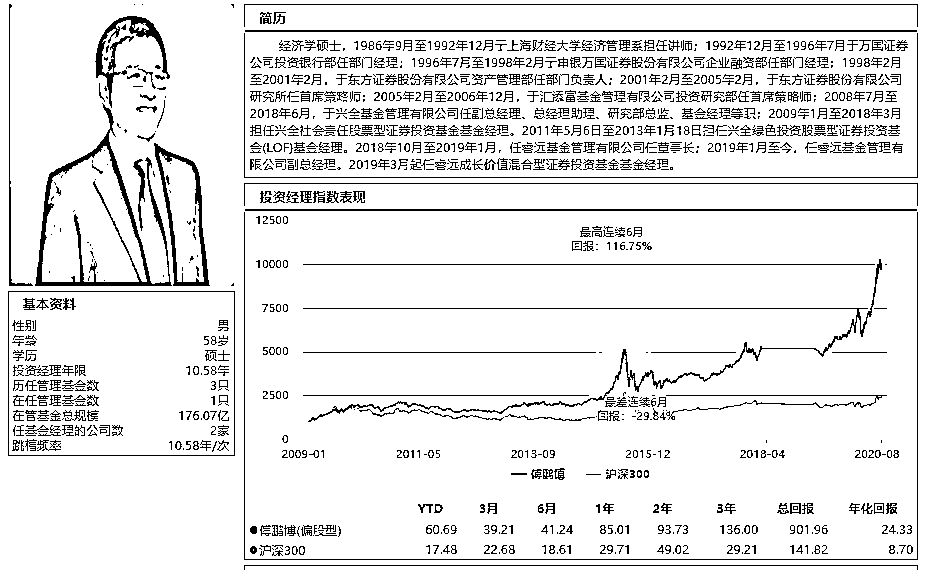 简历
经济学硕士，1986年9月至1992年12月于上海财经大学经济管理系担任讲师；1992年12月至1996年7月于万国证券
公司投资银行部任部门经理；1996年7月至1998年2月于申银万国证券股份有限公司企业融资部任部门经理；1998年2月
至2001年2月，于东方证券股份有限公司资产管理部任部门负责人；2001年2月至2005年2月，于东方证券股份有限公司
研究所任首席策略师；2005年2月至2006年12月，于汇添富基金管理有限公司投资研究部任首席策略师；2008年7月至
2018年6月，于兴全基金管理有限公司任副总经理、总经理助理、研究部总监、基金经理等职；2009年1月至2018年3月
担任兴全社会责任股票型证券投资基金基金经理。2011年5月6日至2013年1月18日担任兴全绿色投资股票型证券投资基
金(LOF)基金经理。2018年10月至2019年1月，任睿远基金管理有限公司任董事长；2019年1月至今，任睿远基金管理有
限公司副总经理。2019年3月起任睿远成长价值混合型证券投资基金基金经理。
基本资料
性别 男
年龄 58岁
学历 硕士
投资经理年限 10.58年
历任管理基金数 3只
在任管理基金数 1只
在管基金总规模 176.07亿
任基金经理的公司数 2家
跳槽频率 10.58年/次
投资经理指数表现
12500
10000
7500
5000
2500
0
最高连续6月
回报：116.75%
最差连续6月
回报：-29.84%
2009-01 2011-05 2013-09 2015-12 2018-04 2020-08
傅鹏博 沪深300
YTD 3月 6月 1年 2年 3年 总回报 年化回报
傅鹏博(偏股型) 60.69 39.21 41.24 85.01 93.73 136.00 901.96 24.33
沪深300 17.48 22.68 18.61 29.71 49.02 29.21 141.82 8.70